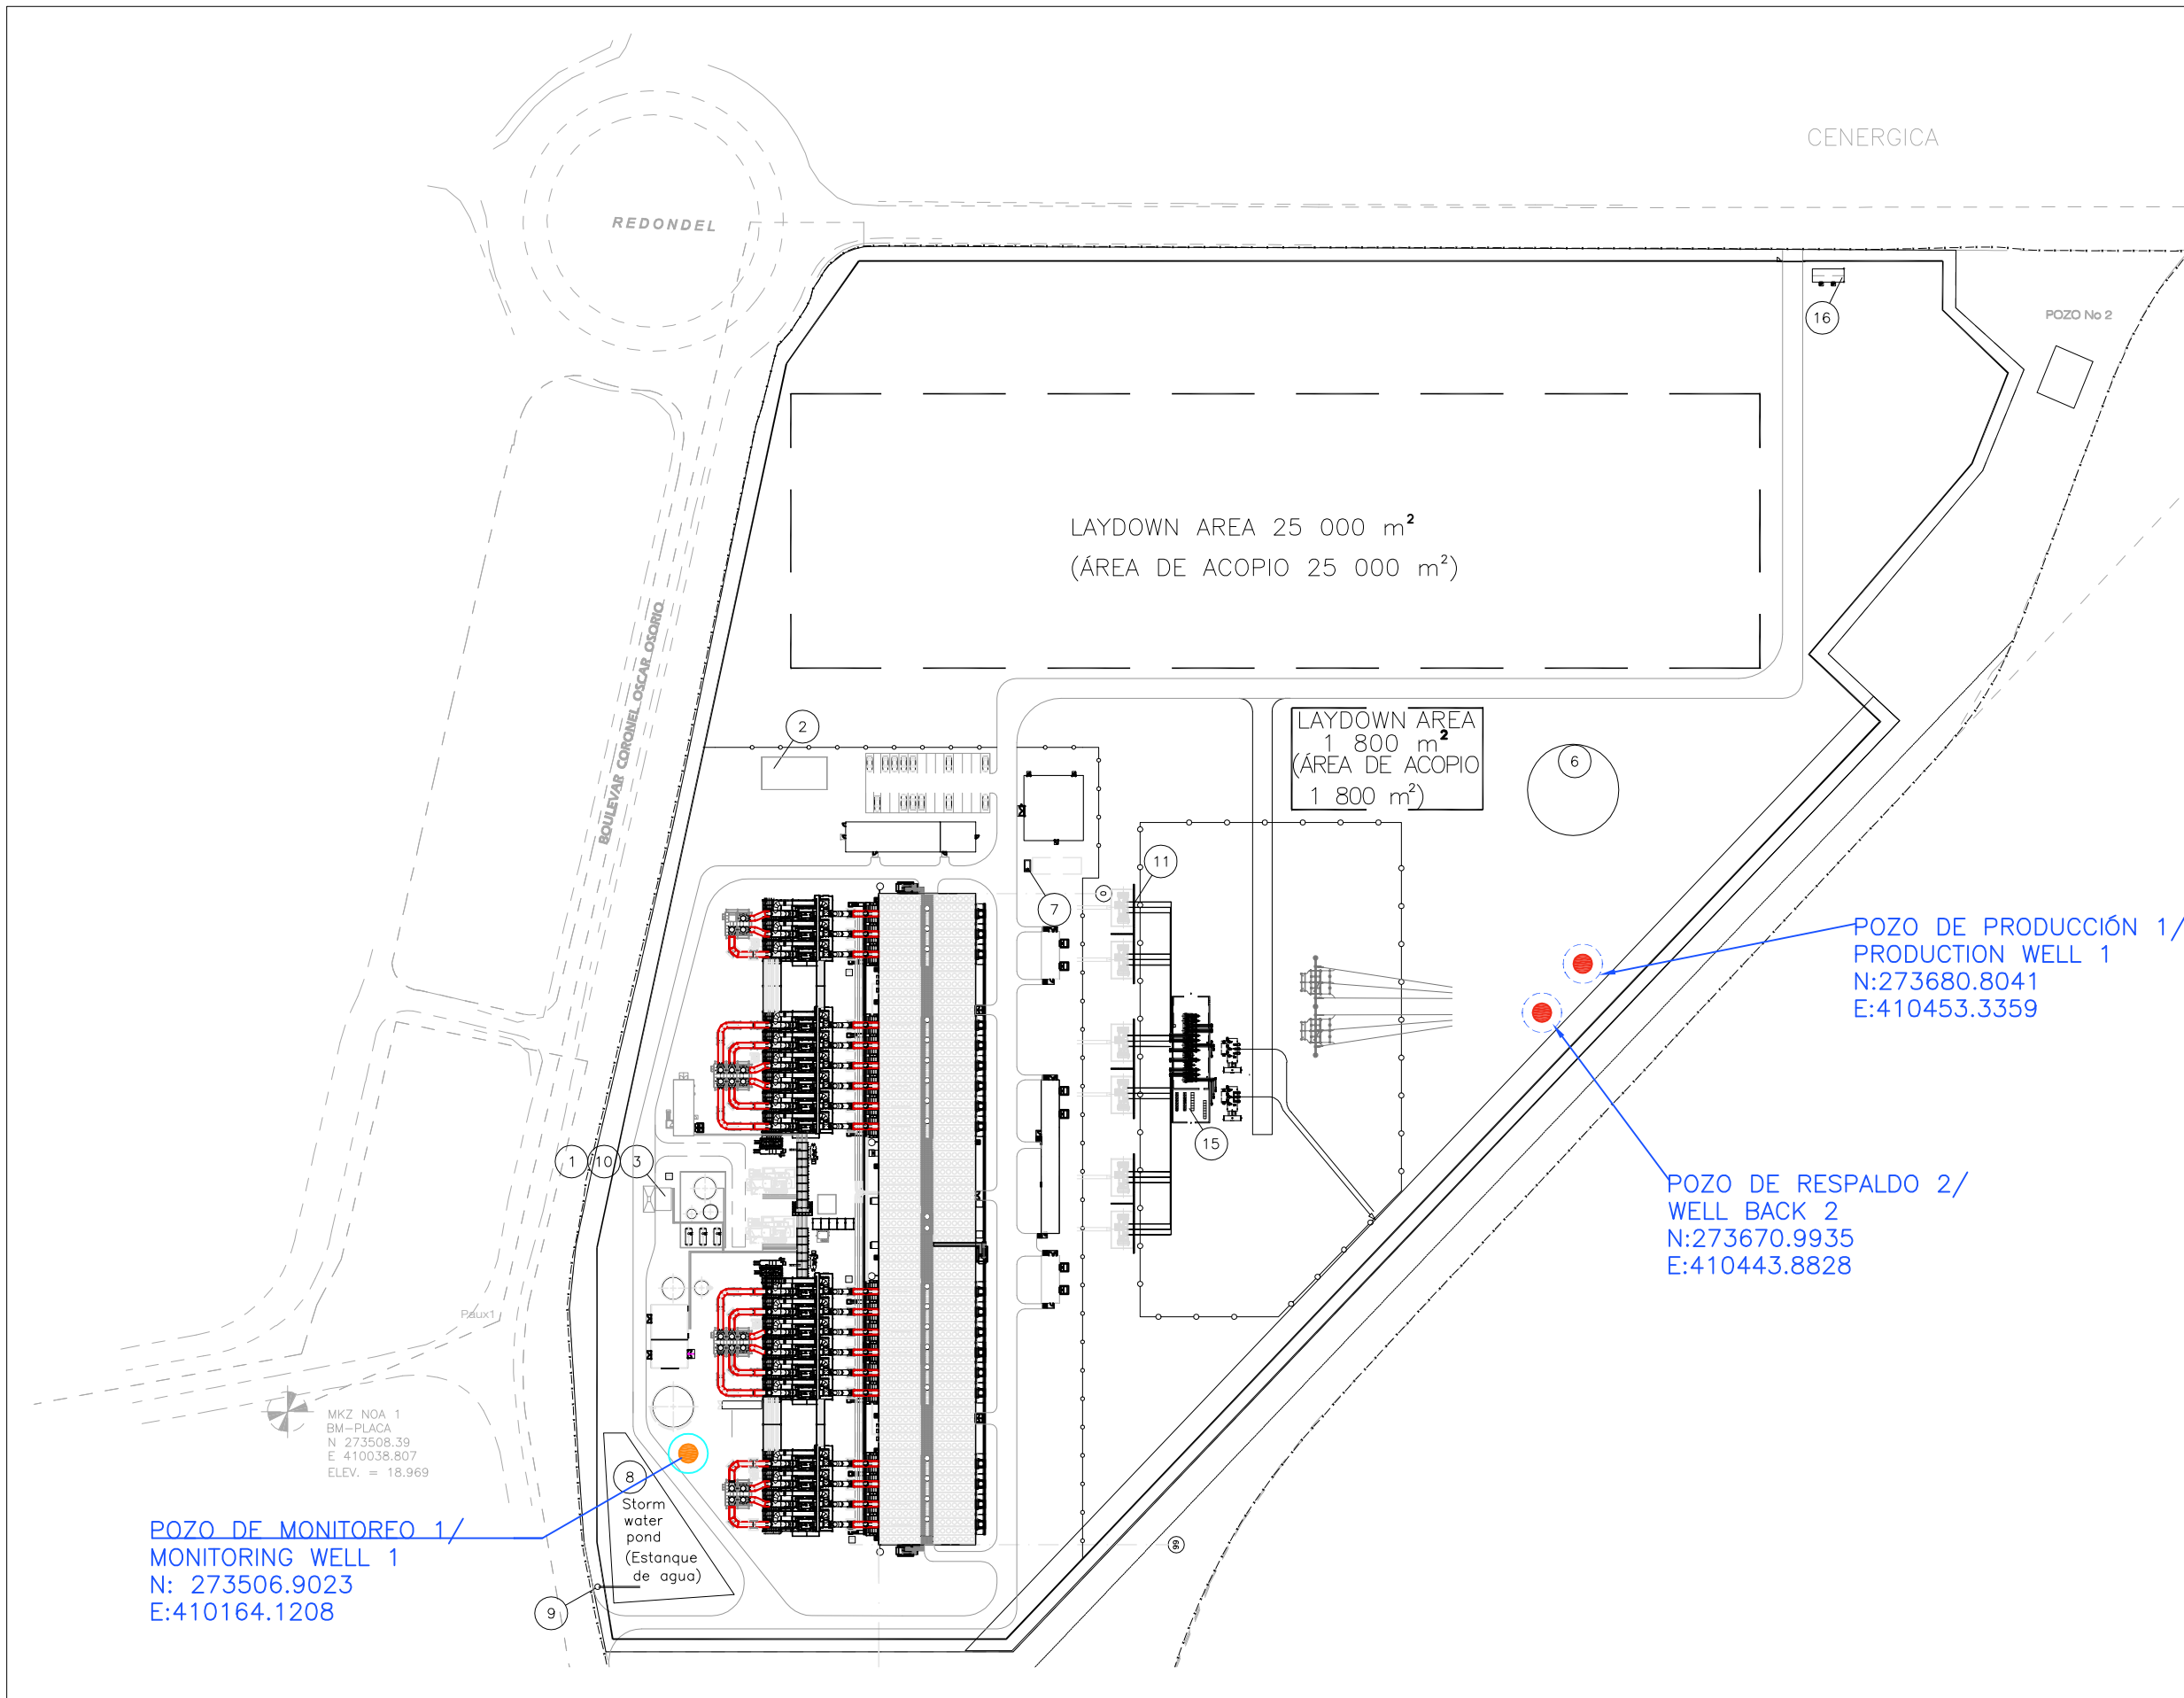 CENERGICA
REDONDEL
16
POZO No 2
LAYDOWN AREA 25 000 m²
(ÁREA DE ACOPIO 25 000 m²)
BOULEVAR CORONEL OSCAR OSORIO
2
LAYDOWN AREA
1 800 m²
(ÁREA DE ACOPIO
1 800 m²)
6
11
7
0
POZO DE PRODUCCIÓN 1/
PRODUCTION WELL 1
N:273680.8041
E:410453.3359
15
1
10
3
POZO DE RESPALDO 2/
WELL BACK 2
N:273670.9935
E:410443.8828
Paux1
MKZ NOA 1
BM-PLACA
N 273508.39
E 410038.807
ELEV. = 18.969
8
Storm
water
pond
(Estanque
de agua)
POZO DE MONITOREO 1/
MONITORING WELL 1
N: 273506.9023
E:410164.1208
9